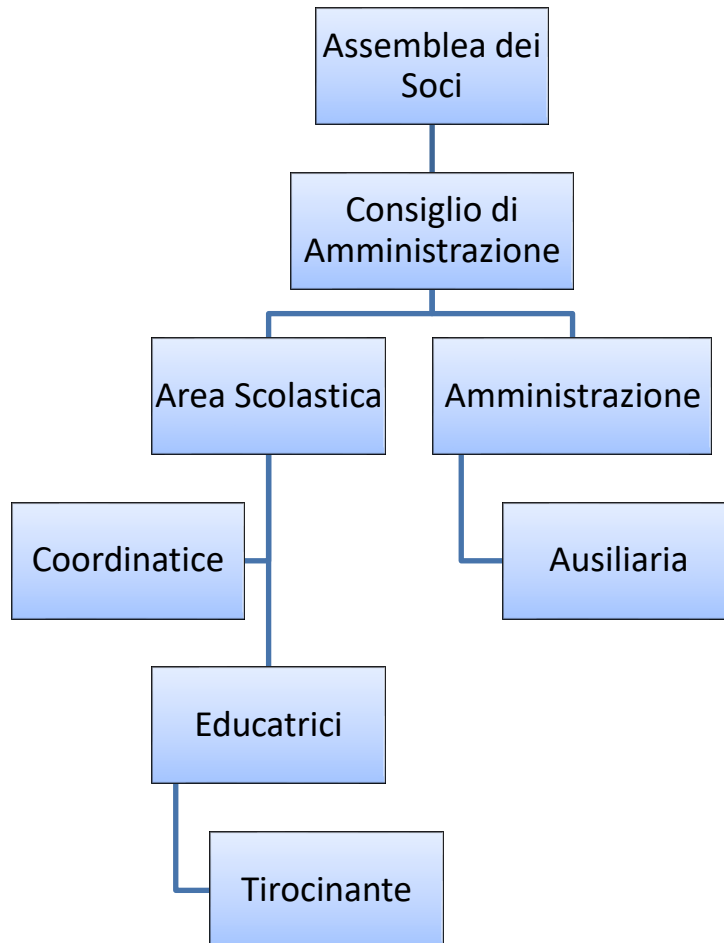 Assemblea dei
Soci
Consiglio di
Amministrazione
Area Scolastica
Amministrazione
Coordinatice
Ausiliaria
Educatrici
Tirocinante